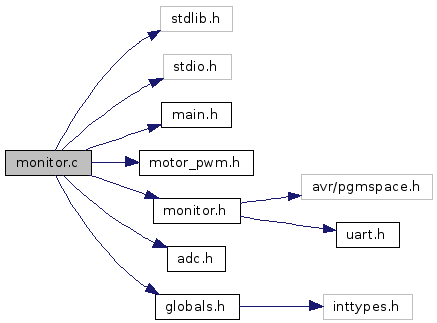 stdlib.h
stdio.h
main.h
monitor.c
motor_pwm.h
monitor.h
avr/pgmspace.h
uart.h
adc.h
globals.h
inttypes.h